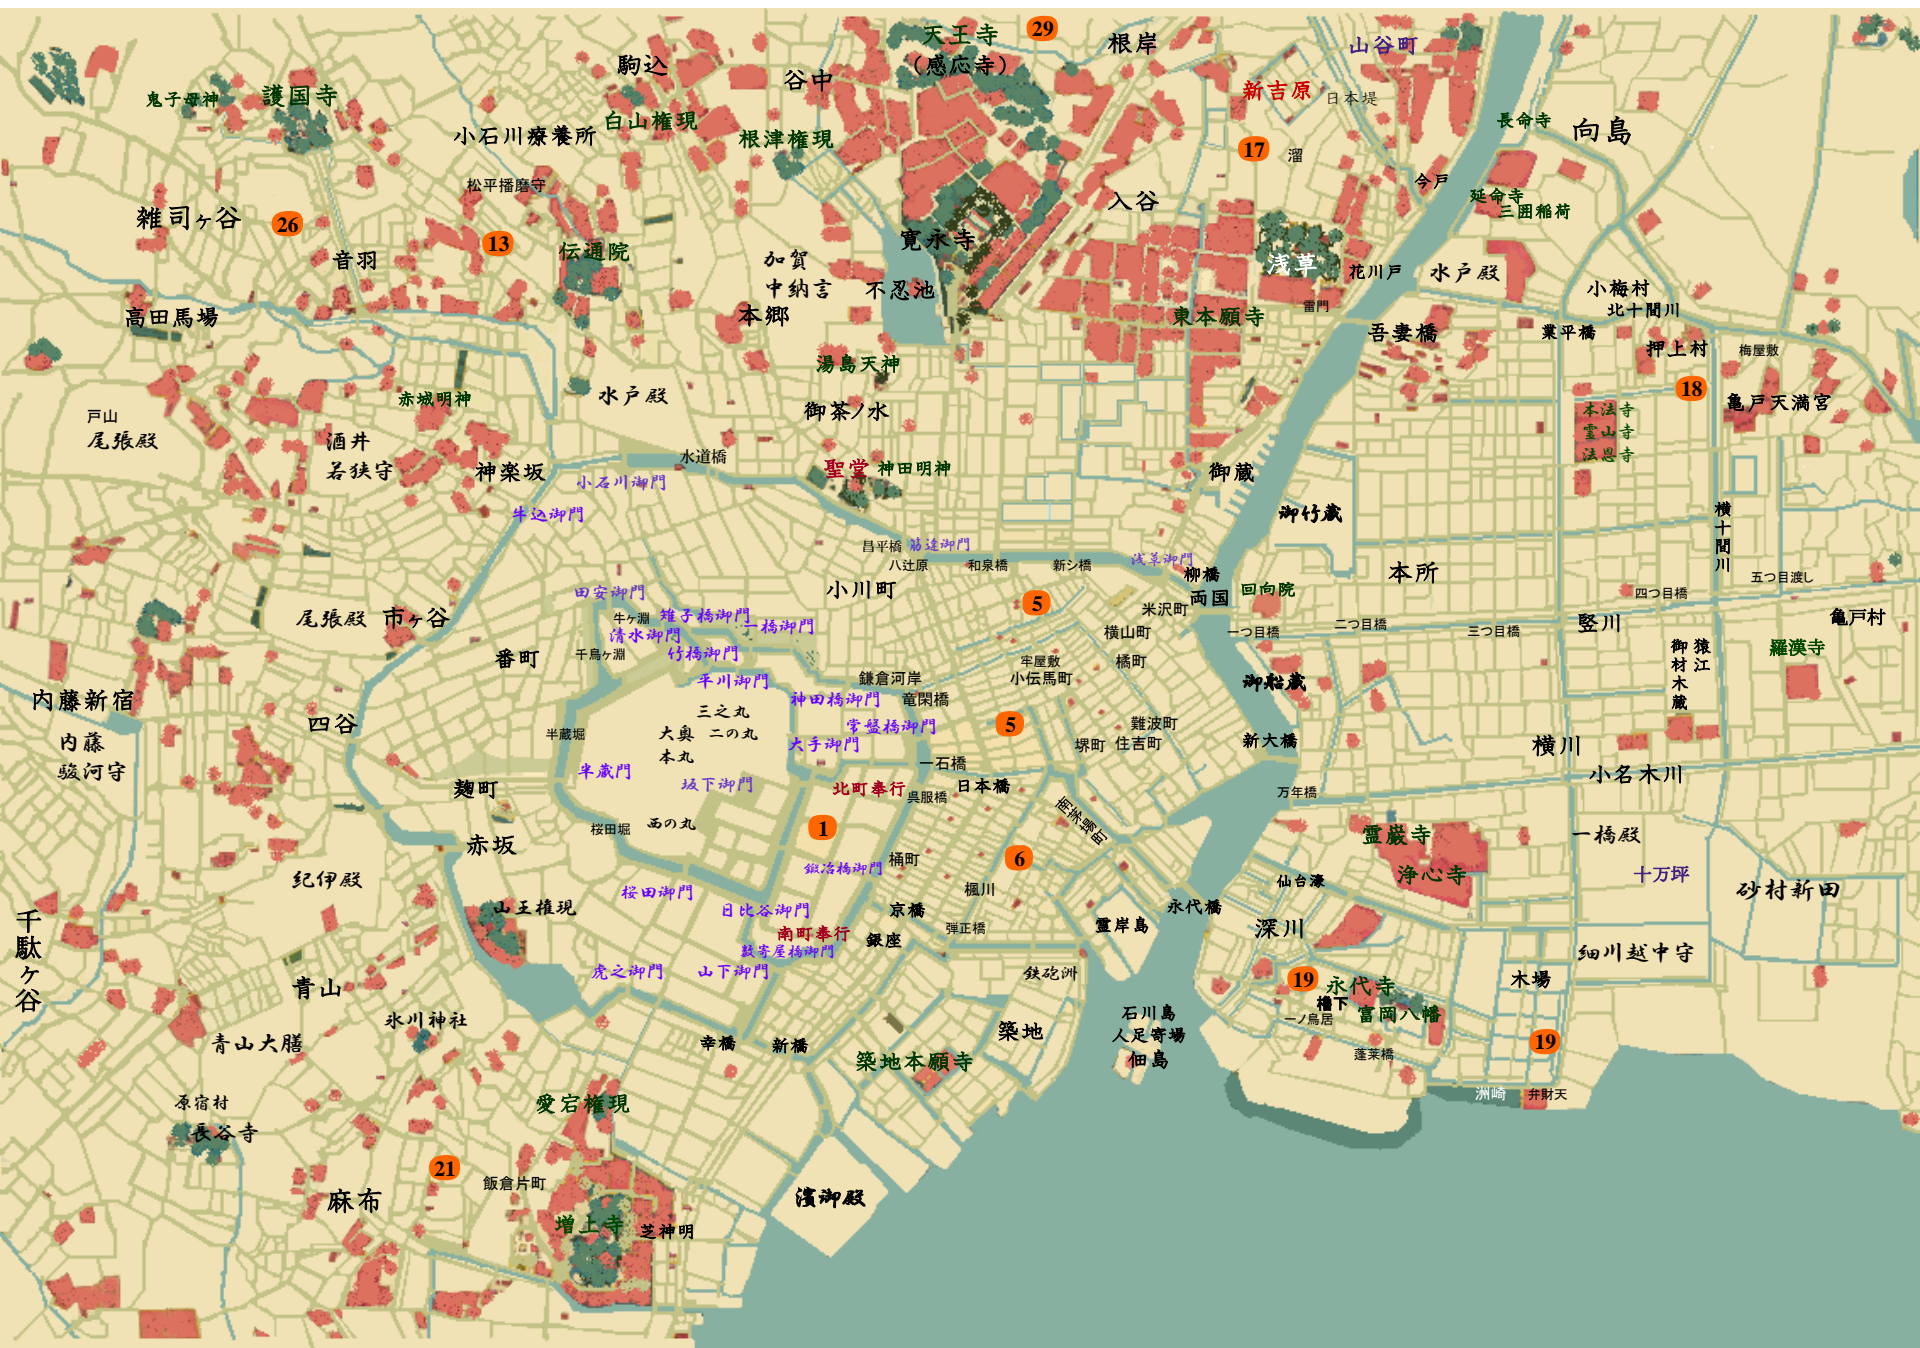 天王寺
(感応寺)
29
根岸
山谷町
駒込
谷中
新吉原
日本堤
鬼子母神
護国寺
白山権現
小石川療養所
根津権現
長命寺
向島
17
溜
松平播磨守
今戸
延命寺
三囲稲荷
雑司ヶ谷
26
13
伝通院
音羽
入谷
寛永寺
加賀
中納言
不忍池
浅草
花川戸
水戸殿
小梅村
北十間川
高田馬場
本郷
東本願寺
雷門
吾妻橋
業平橋
押上村
梅屋敷
湯島天神
18
亀戸天満宮
赤城明神
水戸殿
御茶ノ水
本法寺
霊山寺
法恩寺
戸山
尾張殿
酒井
若狭守
神楽坂
水道橋
聖堂
神田明神
御蔵
小石川御門
牛込御門
御竹蔵
横十間川
昌平橋
筋違御門
八辻原
和泉橋
新シ橋
浅草御門
柳橋
両国
回向院
本所
五つ目渡し
四つ目橋
小川町
田安御門
5
米沢町
尾張殿
市ヶ谷
牛ヶ淵
雉子橋御門
一橋御門
清水御門
竹橋御門
横山町
一つ目橋
二つ目橋
三つ目橋
竪川
亀戸村
番町
千鳥ヶ淵
牢屋敷
小伝馬町
橘町
御材木蔵
猿江
羅漢寺
平川御門
鎌倉河岸
神田橋御門
竜閑橋
御船蔵
内藤新宿
四谷
三之丸
大奥
二の丸
本丸
常盤橋御門
大手御門
5
難波町
堺町
住吉町
新大橋
横川
内藤
駿河守
半蔵堀
半蔵門
坂下御門
一石橋
北町奉行
呉服橋
日本橋
小名木川
万年橋
麹町
桜田堀
西の丸
1
南茅場町
霊巌寺
一橋殿
赤坂
6
鍛冶橋御門
桶町
浄心寺
十万坪
砂村新田
紀伊殿
桜田御門
楓川
仙台濠
山王権現
日比谷御門
京橋
永代橋
千駄ヶ谷
南町奉行
銀座
弾正橋
霊岸島
深川
数寄屋橋御門
細川越中守
虎之御門
山下御門
鉄砲洲
19
木場
青山
永代寺
櫓下
富岡八幡
一ノ鳥居
石川島
人足寄場
佃島
氷川神社
築地
青山大膳
幸橋
新橋
19
蓬莱橋
築地本願寺
洲崎
弁財天
原宿村
長谷寺
愛宕権現
21
飯倉片町
麻布
濱御殿
増上寺
芝神明